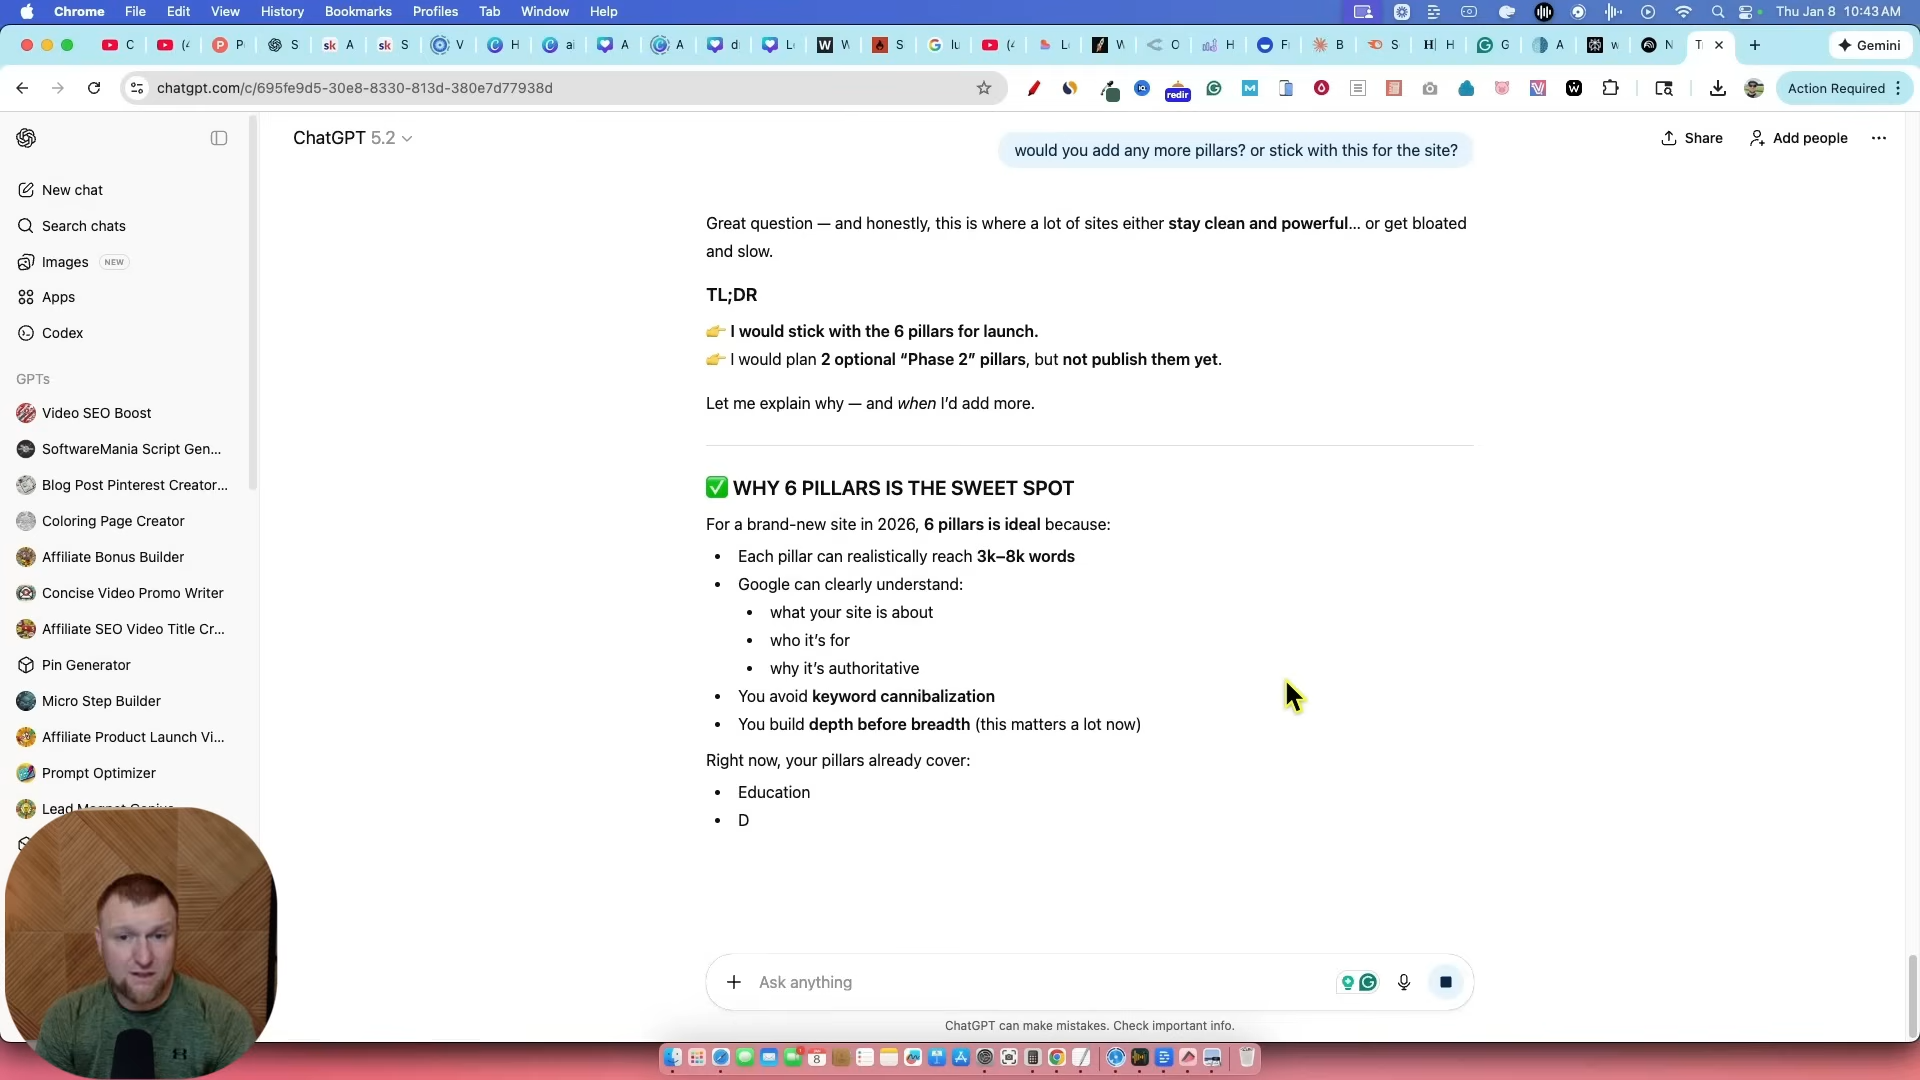 Chrome File Edit View History Bookmarks Profiles Tab Window Help
Thu Jan 8 10:43 AM
Gemini
chatgpt.com/c/695fe9d5-30e8-8330-813d-380e7d77938d
redir
Action Required
ChatGPT 5.2
Share
Add people
would you add any more pillars? or stick with this for the site?
New chat
Search chats
Images NEW
Apps
Codex
GPTs
Video SEO Boost
SoftwareMania Script Gen...
Blog Post Pinterest Creator...
Coloring Page Creator
Affiliate Bonus Builder
Concise Video Promo Writer
Affiliate SEO Video Title Cr...
Pin Generator
Micro Step Builder
Affiliate Product Launch Vi...
Prompt Optimizer
Lead Magnet Genius
Great question — and honestly, this is where a lot of sites either stay clean and powerful… or get bloated
and slow.
TL;DR
👉 I would stick with the 6 pillars for launch.
👉 I would plan 2 optional “Phase 2” pillars, but not publish them yet.
Let me explain why — and when I’d add more.
✅ WHY 6 PILLARS IS THE SWEET SPOT
For a brand-new site in 2026, 6 pillars is ideal because:
• Each pillar can realistically reach 3k–8k words
• Google can clearly understand:
• what your site is about
• who it’s for
• why it’s authoritative
• You avoid keyword cannibalization
• You build depth before breadth (this matters a lot now)
Right now, your pillars already cover:
• Education
• D
Ask anything
ChatGPT can make mistakes. Check important info.